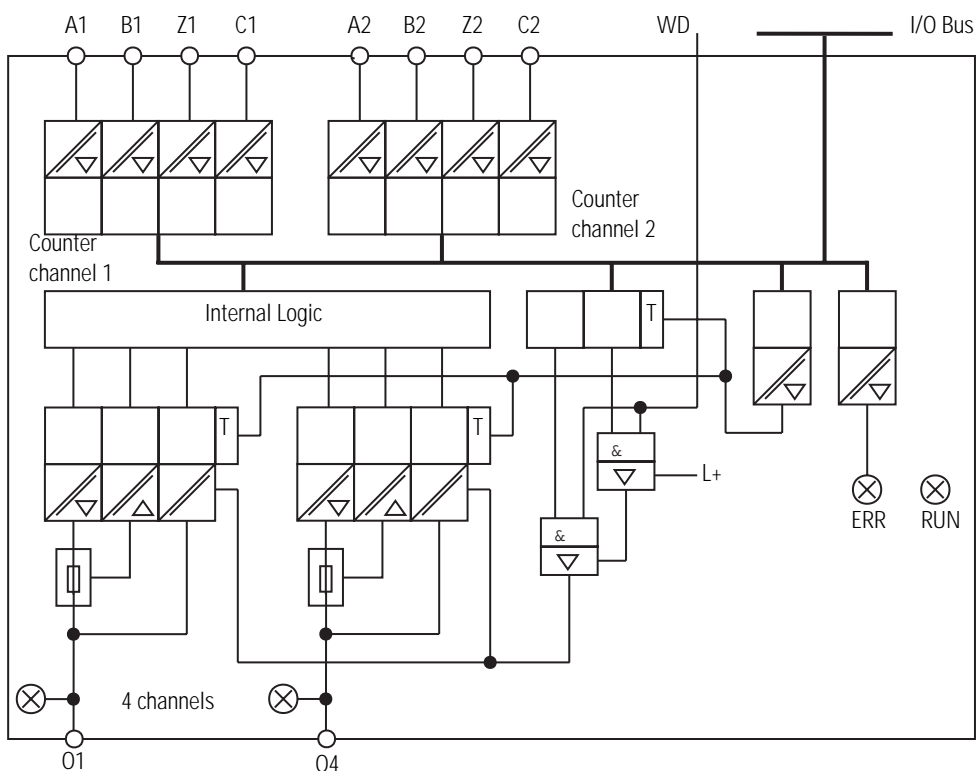 A1 B1 Z1 C1 A2 B2 Z2 C2 WD I/O Bus
Counter
channel 2
Counter
channel 1
Internal Logic
T
T
T
&
L+
ERR
RUN
&
4 channels
O1
O4